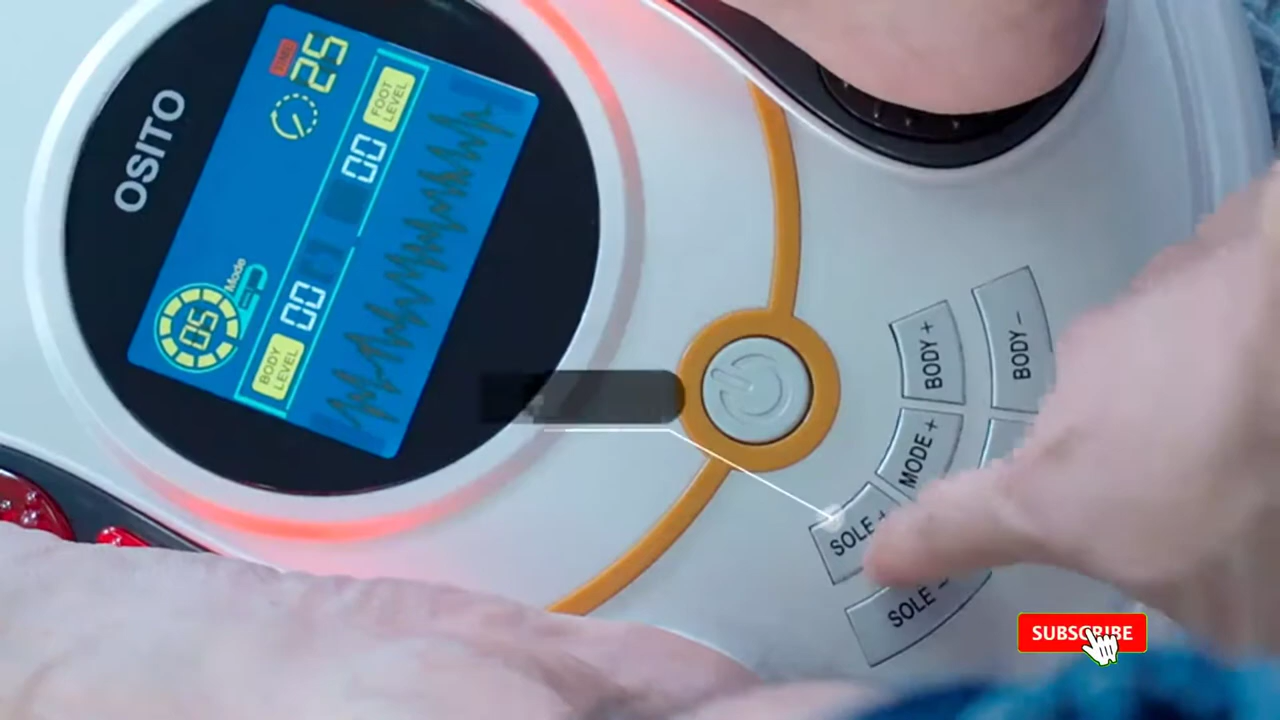 OSITO
25
FOOT
LEVEL
00
Mode
05
00
BODY
LEVEL
BODY +
BODY −
MODE +
SOLE +
SOLE −
SUBSCRIBE